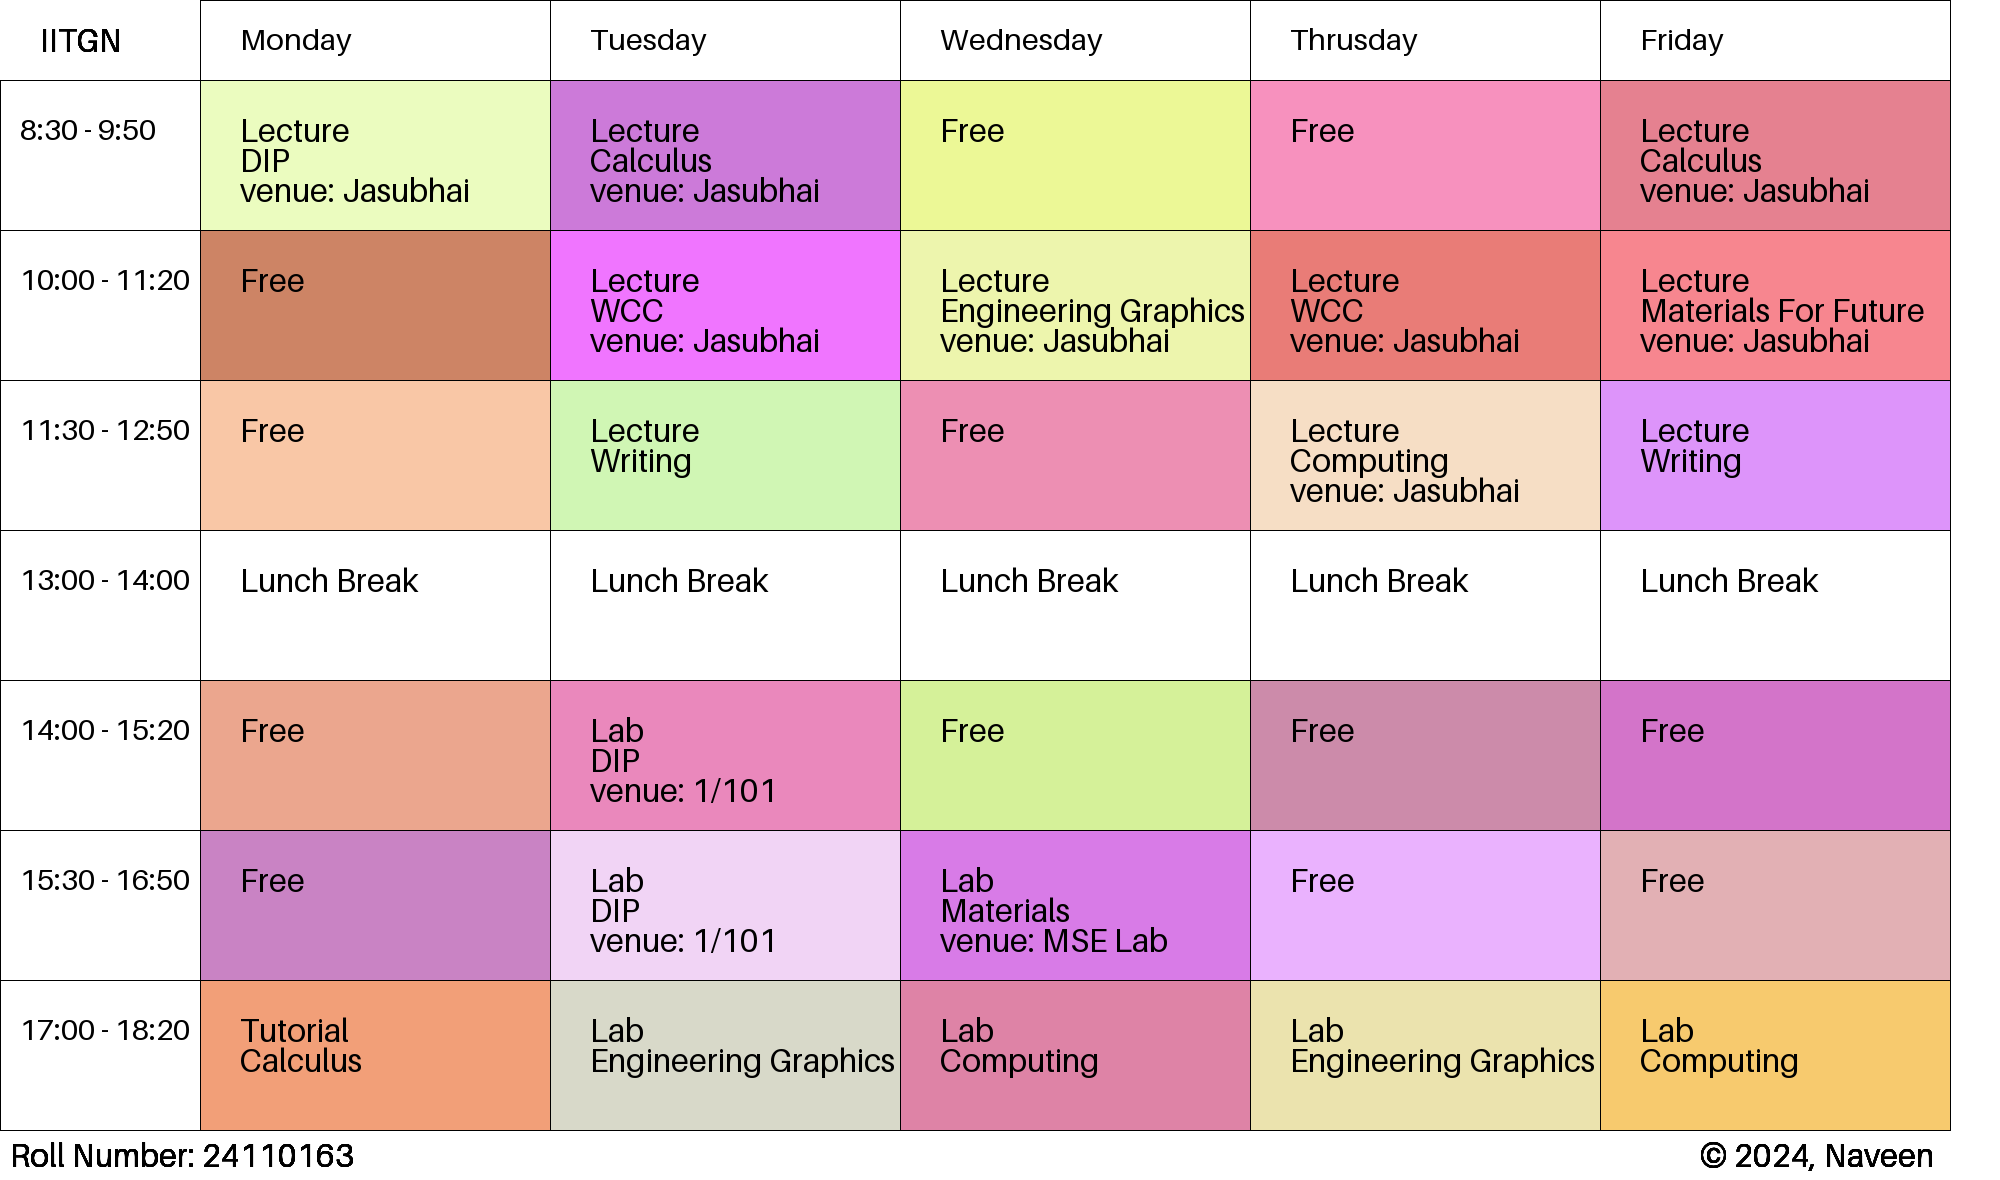 IITGN
Monday
Tuesday
Wednesday
Thrusday
Friday
8:30 - 9:50
Lecture
DIP
venue: Jasubhai
Lecture
Calculus
venue: Jasubhai
Free
Free
Lecture
Calculus
venue: Jasubhai
10:00 - 11:20
Free
Lecture
WCC
venue: Jasubhai
Lecture
Engineering Graphics
venue: Jasubhai
Lecture
WCC
venue: Jasubhai
Lecture
Materials For Future
venue: Jasubhai
11:30 - 12:50
Free
Lecture
Writing
Free
Lecture
Computing
venue: Jasubhai
Lecture
Writing
13:00 - 14:00
Lunch Break
Lunch Break
Lunch Break
Lunch Break
Lunch Break
14:00 - 15:20
Free
Lab
DIP
venue: 1/101
Free
Free
Free
15:30 - 16:50
Free
Lab
DIP
venue: 1/101
Lab
Materials
venue: MSE Lab
Free
Free
17:00 - 18:20
Tutorial
Calculus
Lab
Engineering Graphics
Lab
Computing
Lab
Engineering Graphics
Lab
Computing
Roll Number: 24110163
© 2024, Naveen